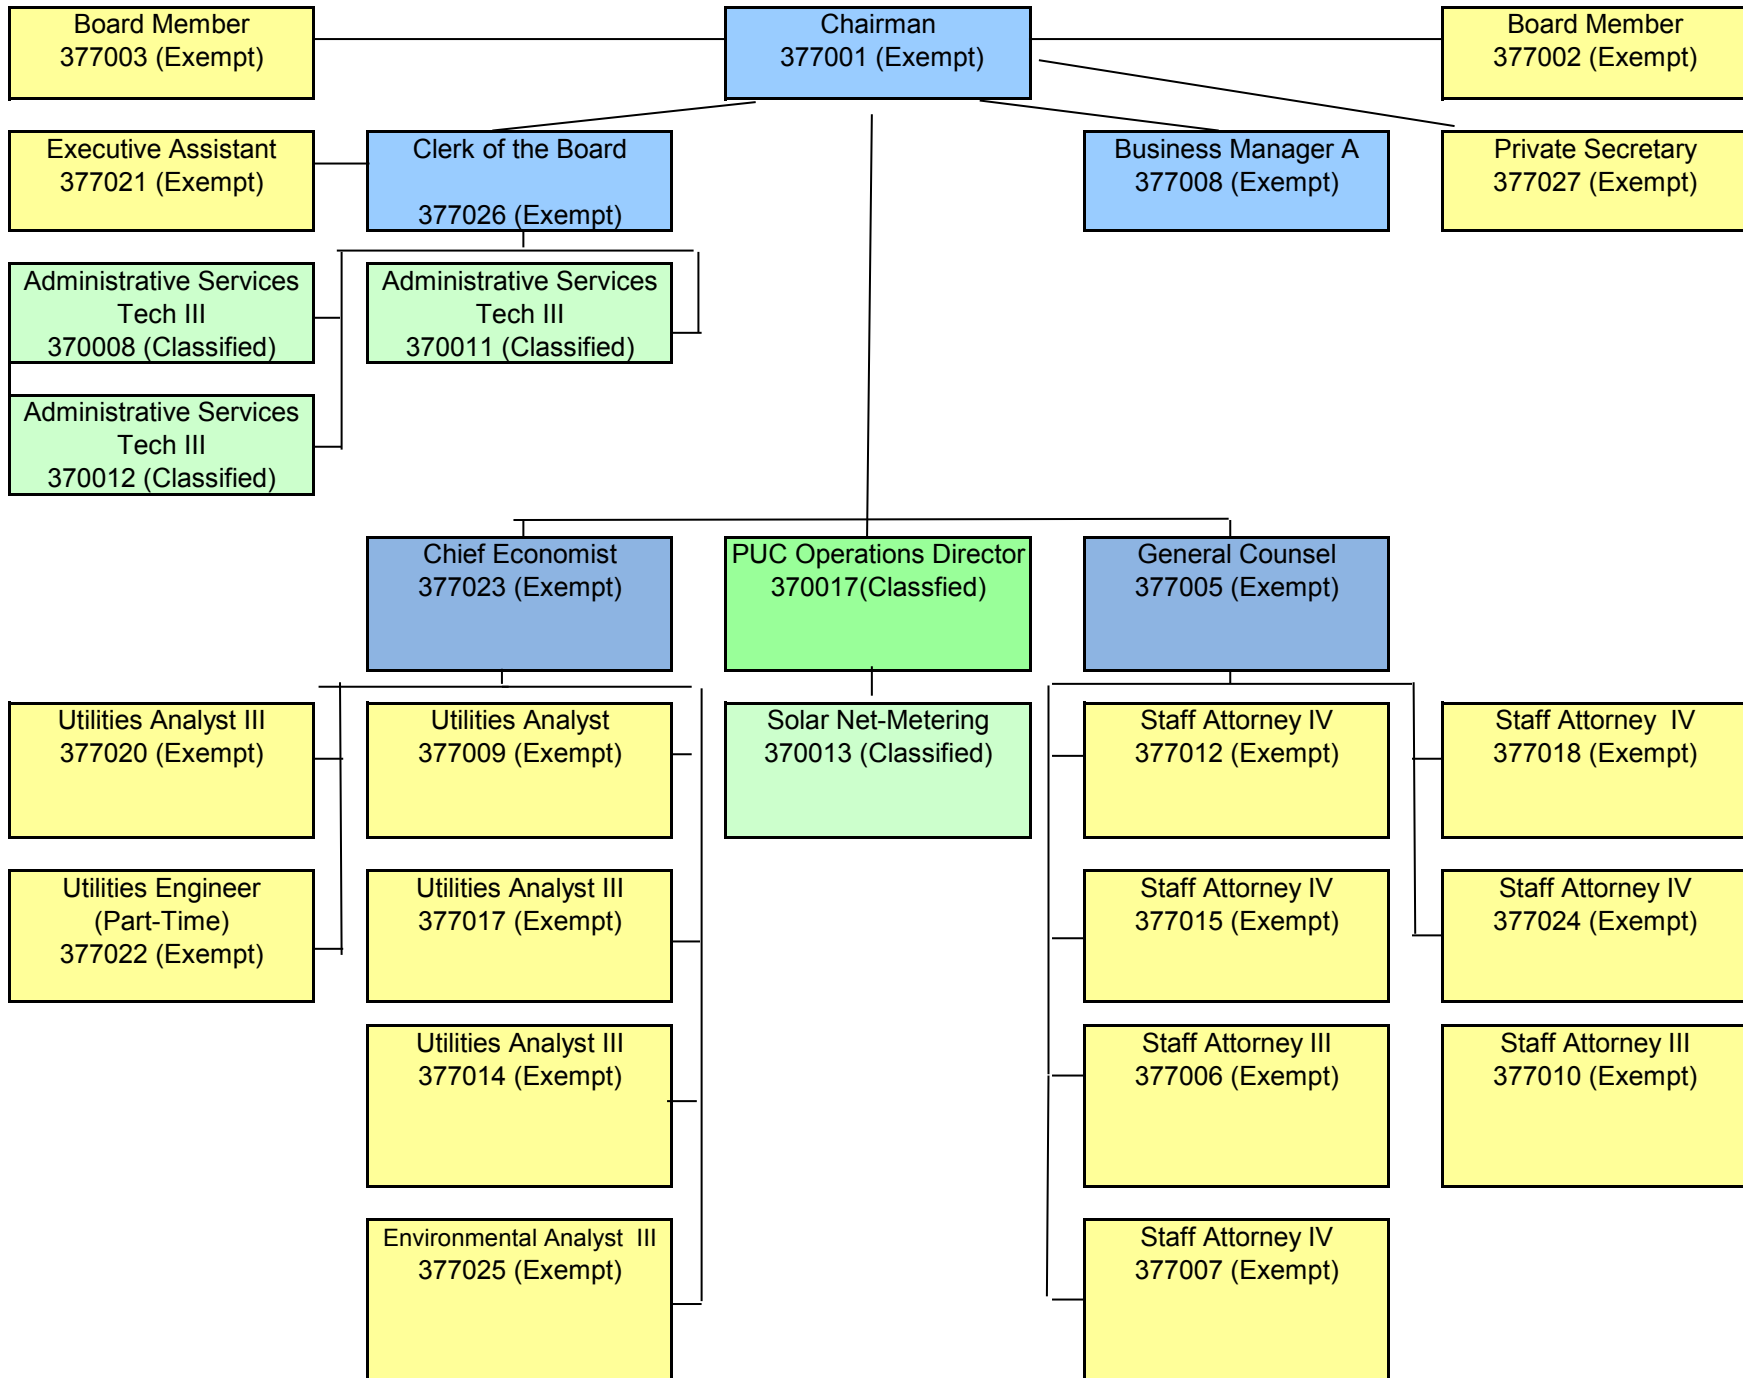 Board Member
377003 (Exempt)
Chairman
377001 (Exempt)
Board Member
377002 (Exempt)
Executive Assistant
377021 (Exempt)
Clerk of the Board
377026 (Exempt)
Business Manager A
377008 (Exempt)
Private Secretary
377027 (Exempt)
Administrative Services
Tech III
370008 (Classified)
Administrative Services
Tech III
370011 (Classified)
Administrative Services
Tech III
370012 (Classified)
Chief Economist
377023 (Exempt)
PUC Operations Director
370017(Classfied)
General Counsel
377005 (Exempt)
Utilities Analyst III
377020 (Exempt)
Utilities Analyst
377009 (Exempt)
Solar Net-Metering
370013 (Classified)
Staff Attorney IV
377012 (Exempt)
Staff Attorney IV
377018 (Exempt)
Utilities Engineer
(Part-Time)
377022 (Exempt)
Utilities Analyst III
377017 (Exempt)
Staff Attorney IV
377015 (Exempt)
Staff Attorney IV
377024 (Exempt)
Utilities Analyst III
377014 (Exempt)
Staff Attorney III
377006 (Exempt)
Staff Attorney III
377010 (Exempt)
Environmental Analyst III
377025 (Exempt)
Staff Attorney IV
377007 (Exempt)